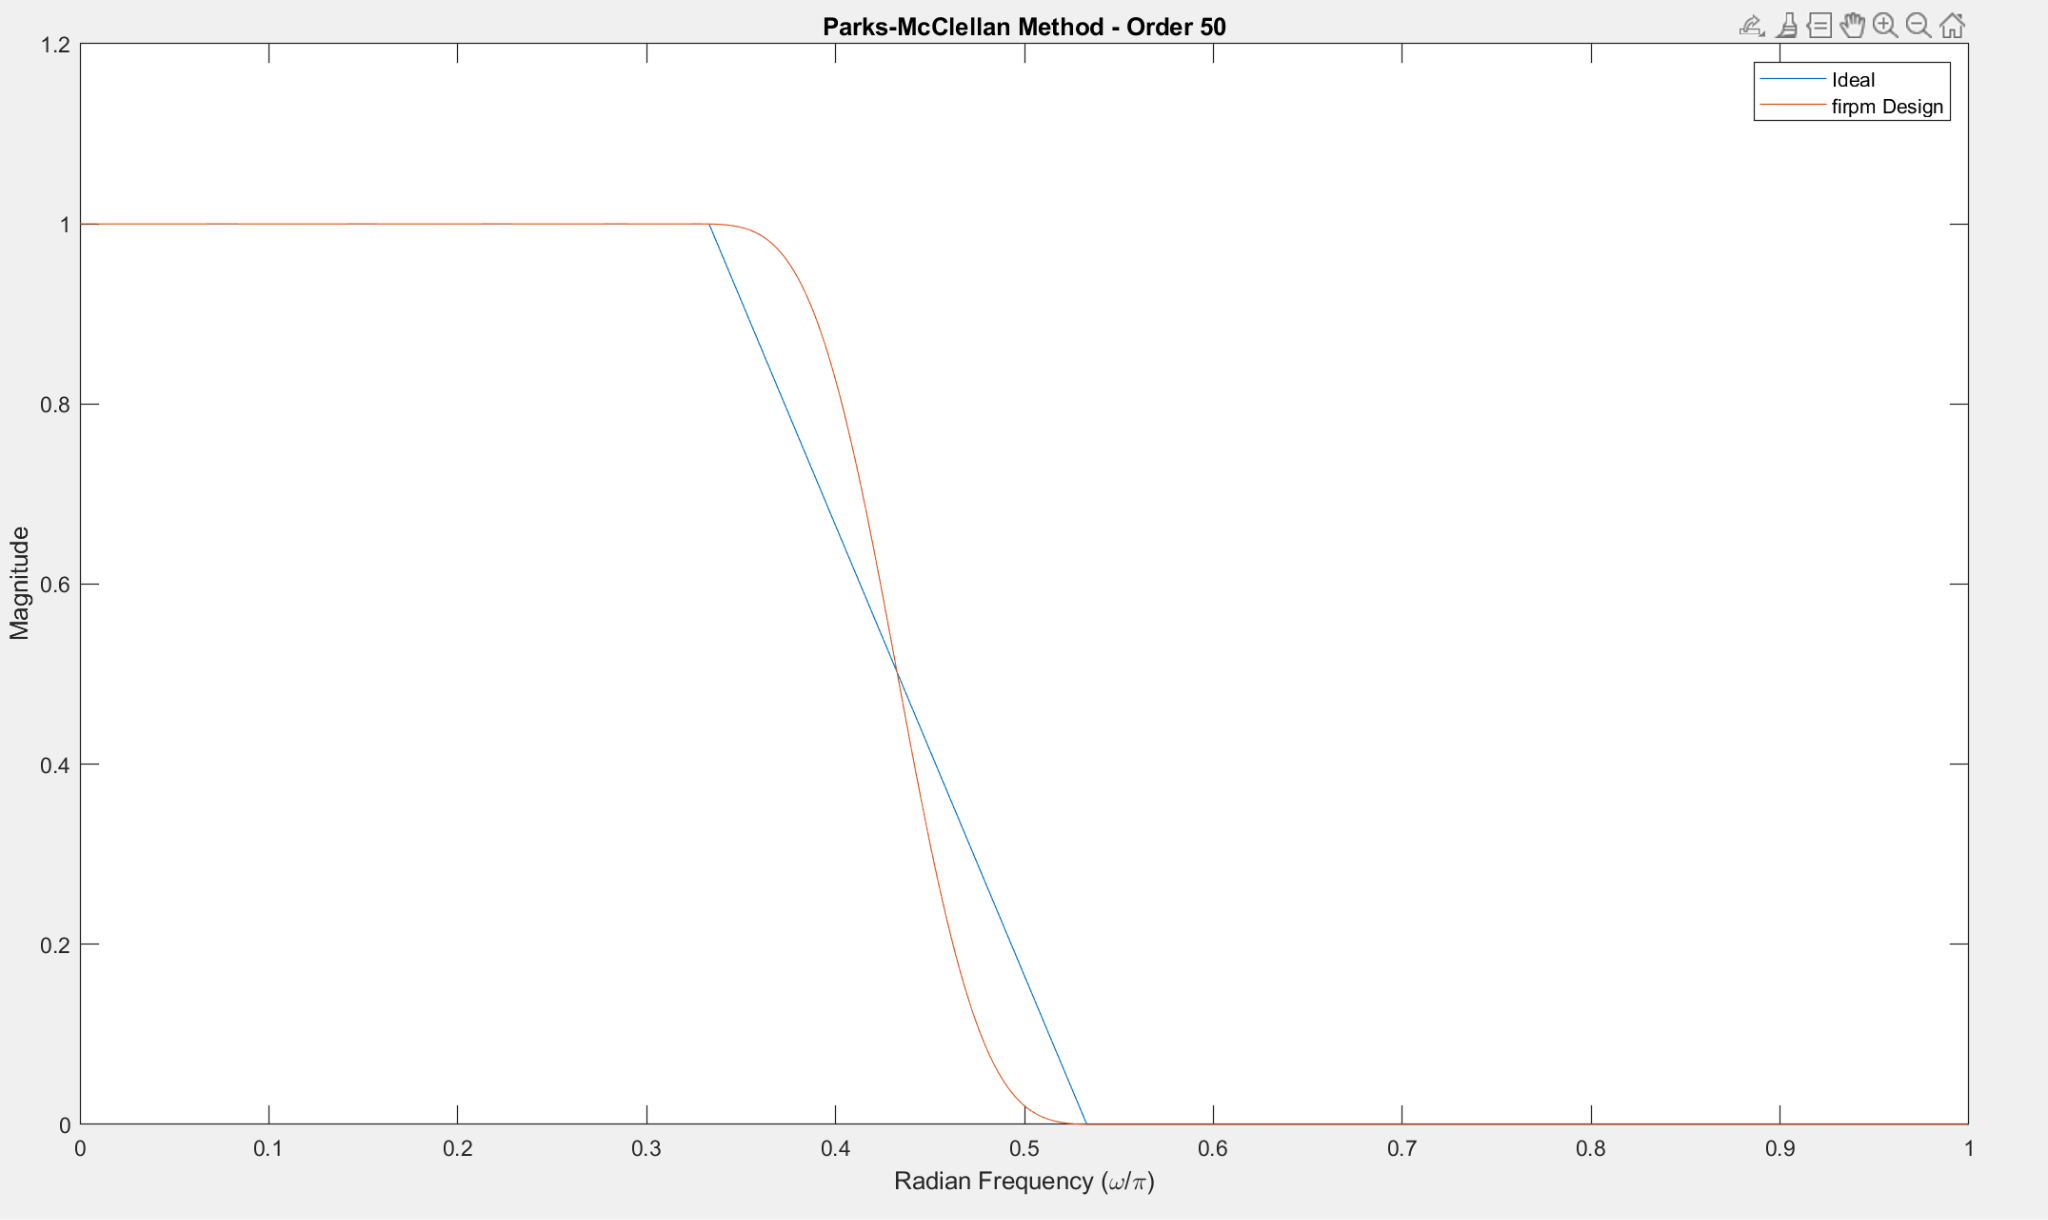 Parks-McClellan Method - Order 50
Ideal
firpm Design
1.2
1
0.8
0.6
0.4
0.2
0
Magnitude
0 0.1 0.2 0.3 0.4 0.5 0.6 0.7 0.8 0.9 1
Radian Frequency (ω/π)